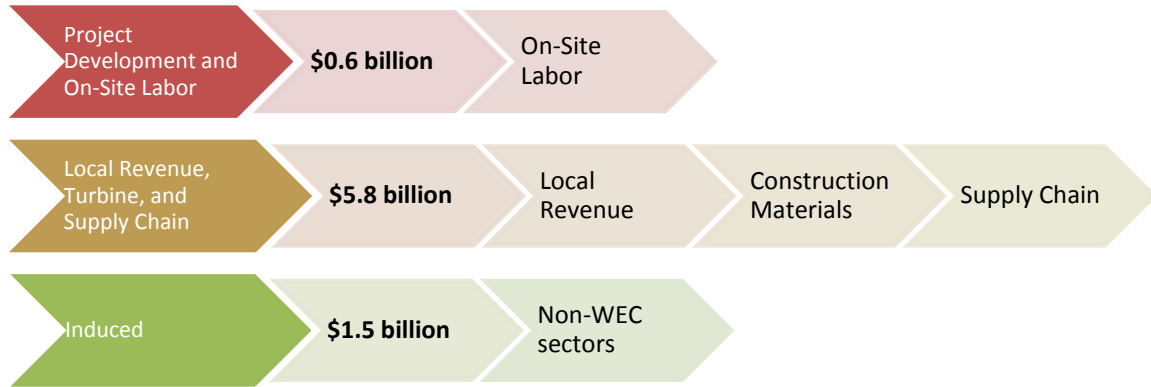 Project
Development and
On-Site Labor
$0.6 billion
On-Site
Labor
Local Revenue,
Turbine, and
Supply Chain
$5.8 billion
Local
Revenue
Construction
Materials
Supply Chain
Induced
$1.5 billion
Non-WEC
sectors